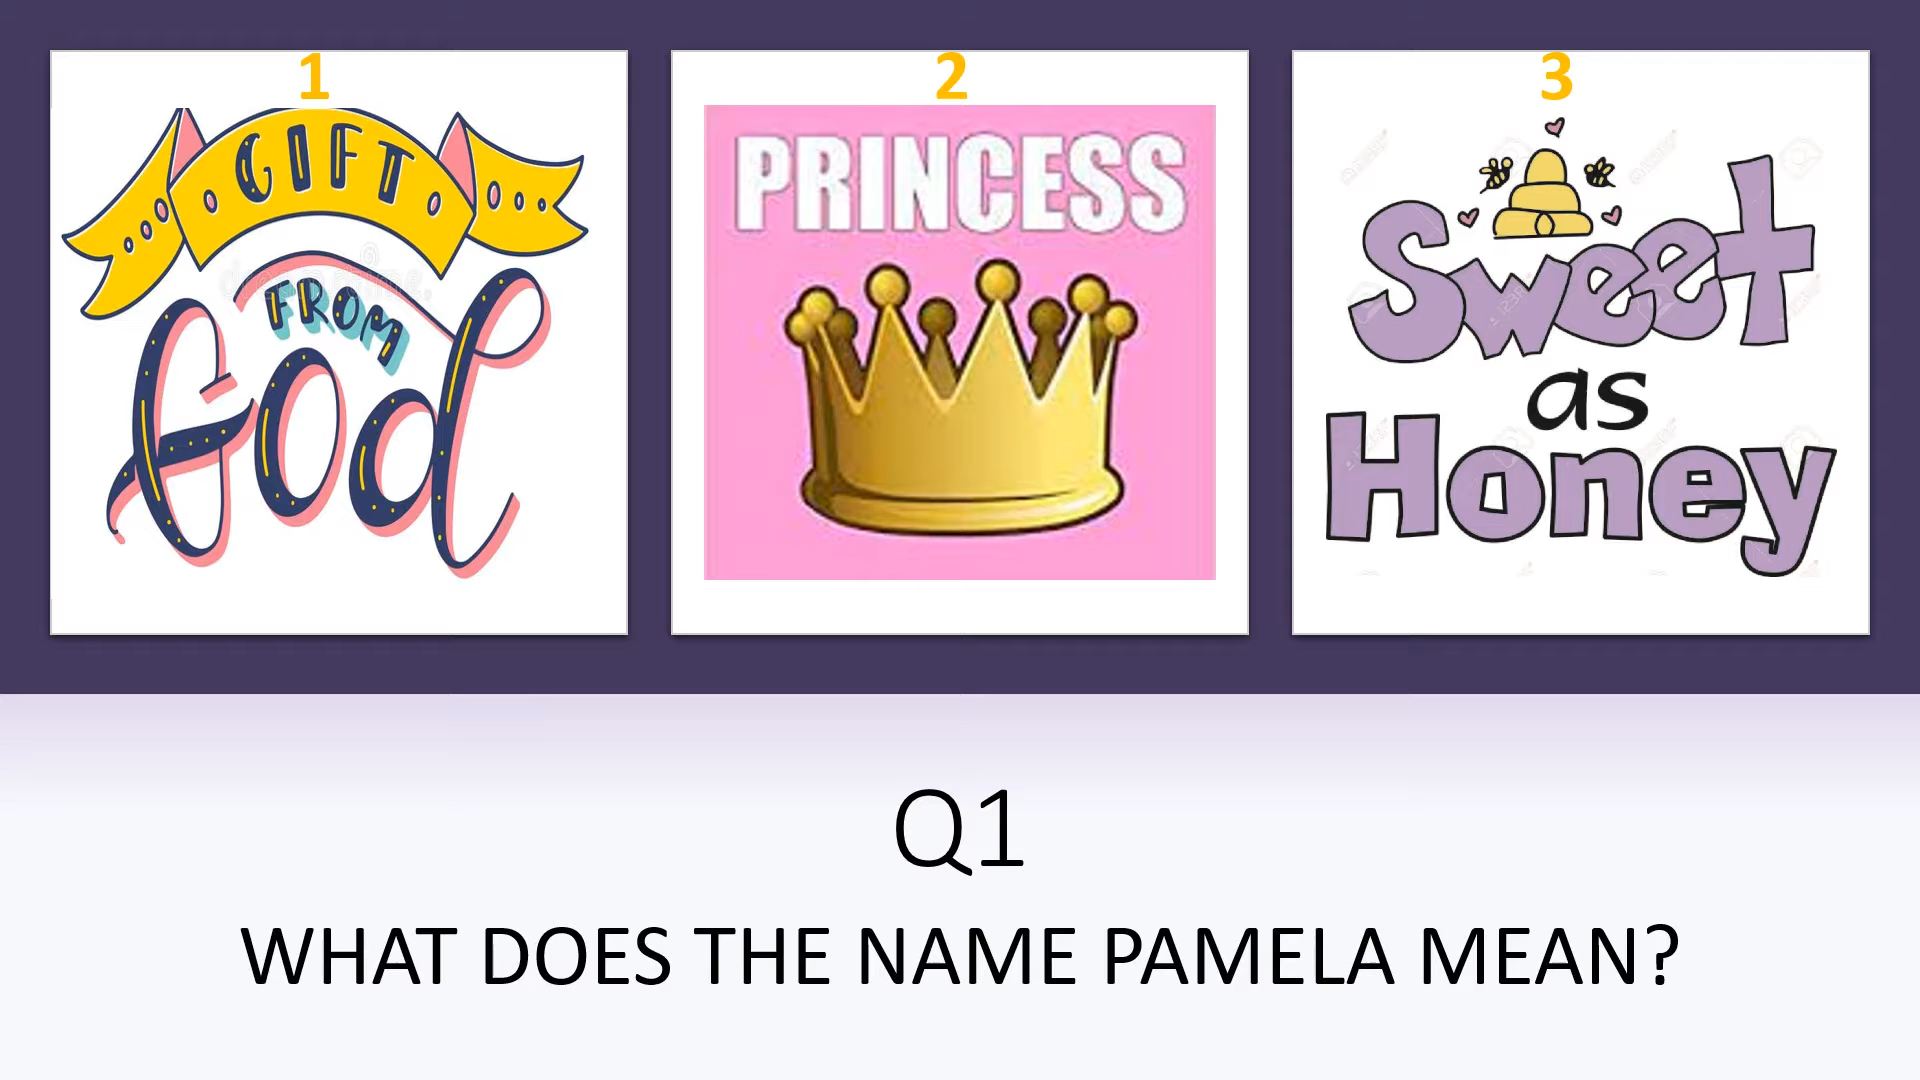 1
GIFT
FROM
God
2
PRINCESS
3
Sweet
as
Honey
Q1
WHAT DOES THE NAME PAMELA MEAN?